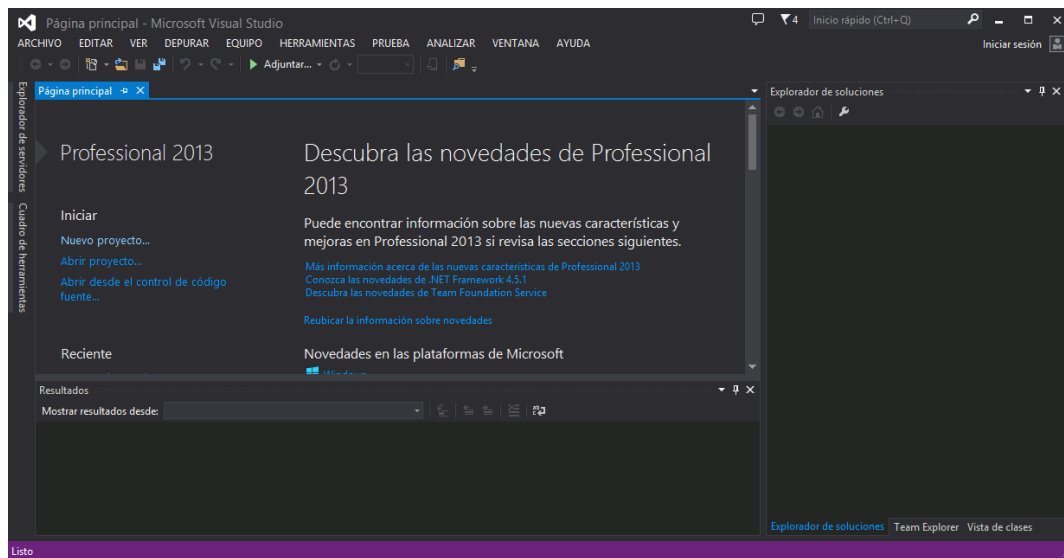 Página principal - Microsoft Visual Studio
4
Inicio rápido (Ctrl+Q)
ARCHIVO EDITAR VER DEPURAR EQUIPO HERRAMIENTAS PRUEBA ANALIZAR VENTANA AYUDA
Iniciar sesión
Adjuntar...
Explorador de servidores
Cuadro de herramientas
Página principal
Professional 2013
Iniciar
Nuevo proyecto...
Abrir proyecto...
Abrir desde el control de código
fuente...
Reciente
Descubra las novedades de Professional
2013
Puede encontrar información sobre las nuevas características y
mejoras en Professional 2013 si revisa las secciones siguientes.
Más información acerca de las nuevas características de Professional 2013
Conozca las novedades de .NET Framework 4.5.1
Descubra las novedades de Team Foundation Service
Reubicar la información sobre novedades
Novedades en las plataformas de Microsoft
Windows
Resultados
Mostrar resultados desde:
Explorador de soluciones
Explorador de soluciones Team Explorer Vista de clases
Listo